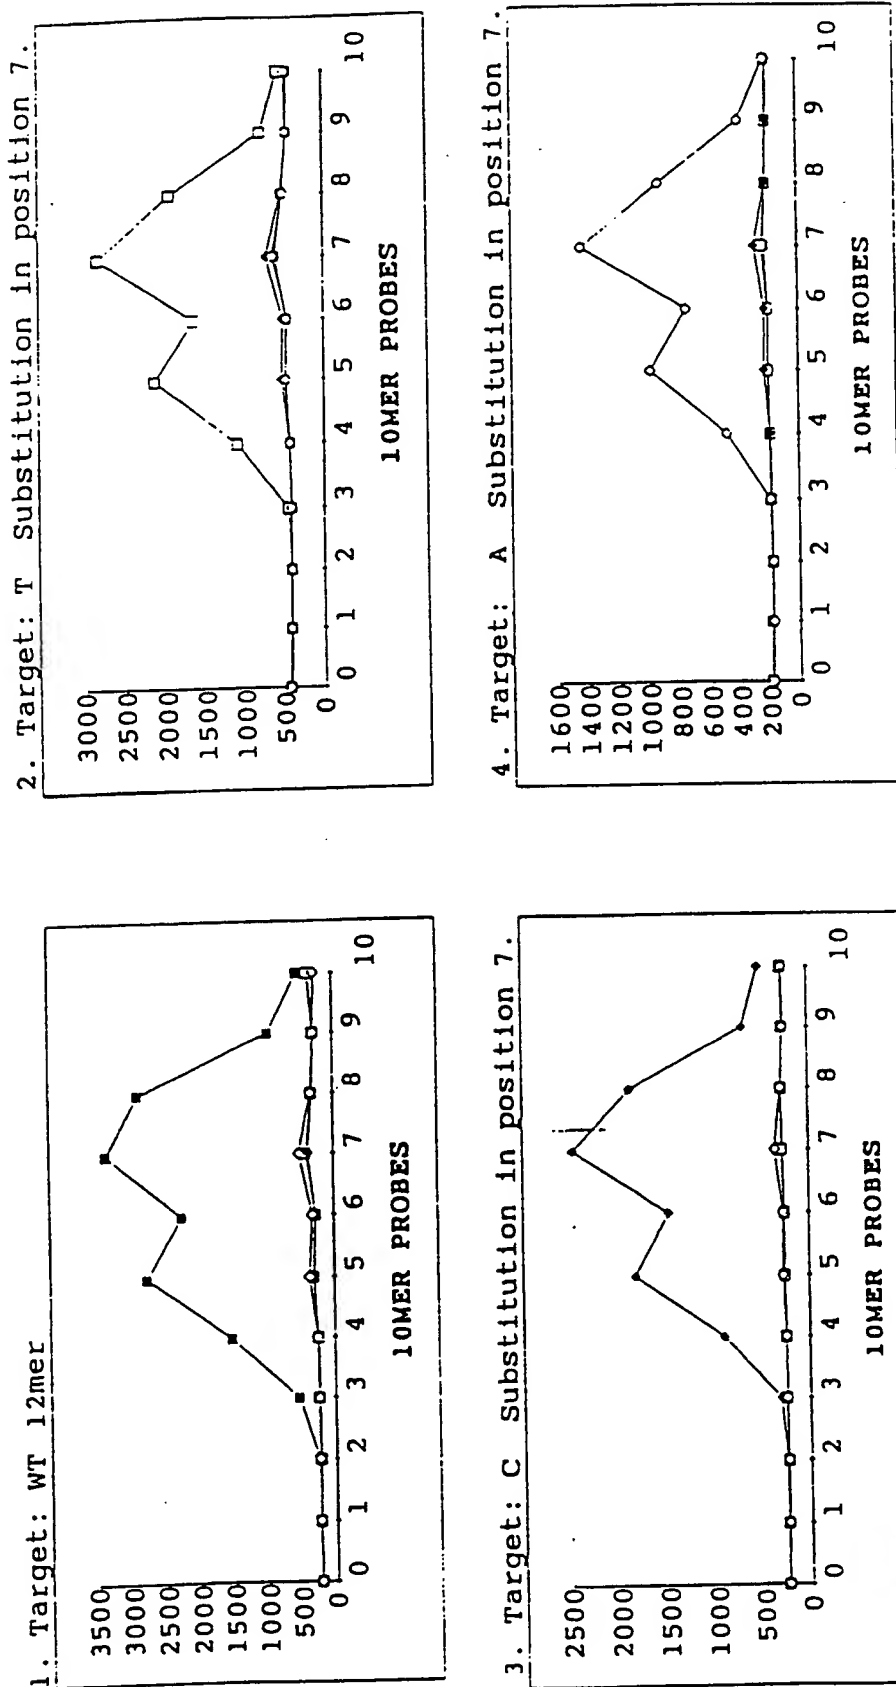 1. Target: WT 12mer
3500
3000
2500
2000
1500
1000
500
0
0 1 2 3 4 5 6 7 8 9 10
10MER PROBES
2. Target: T Substitution in position 7.
3000
2500
2000
1500
1000
500
0
0 1 2 3 4 5 6 7 8 9 10
10MER PROBES
3. Target: C Substitution in position 7.
2500
2000
1500
1000
500
0
0 1 2 3 4 5 6 7 8 9 10
10MER PROBES
4. Target: A Substitution in position 7.
1600
1400
1200
1000
800
600
400
200
0
0 1 2 3 4 5 6 7 8 9 10
10MER PROBES